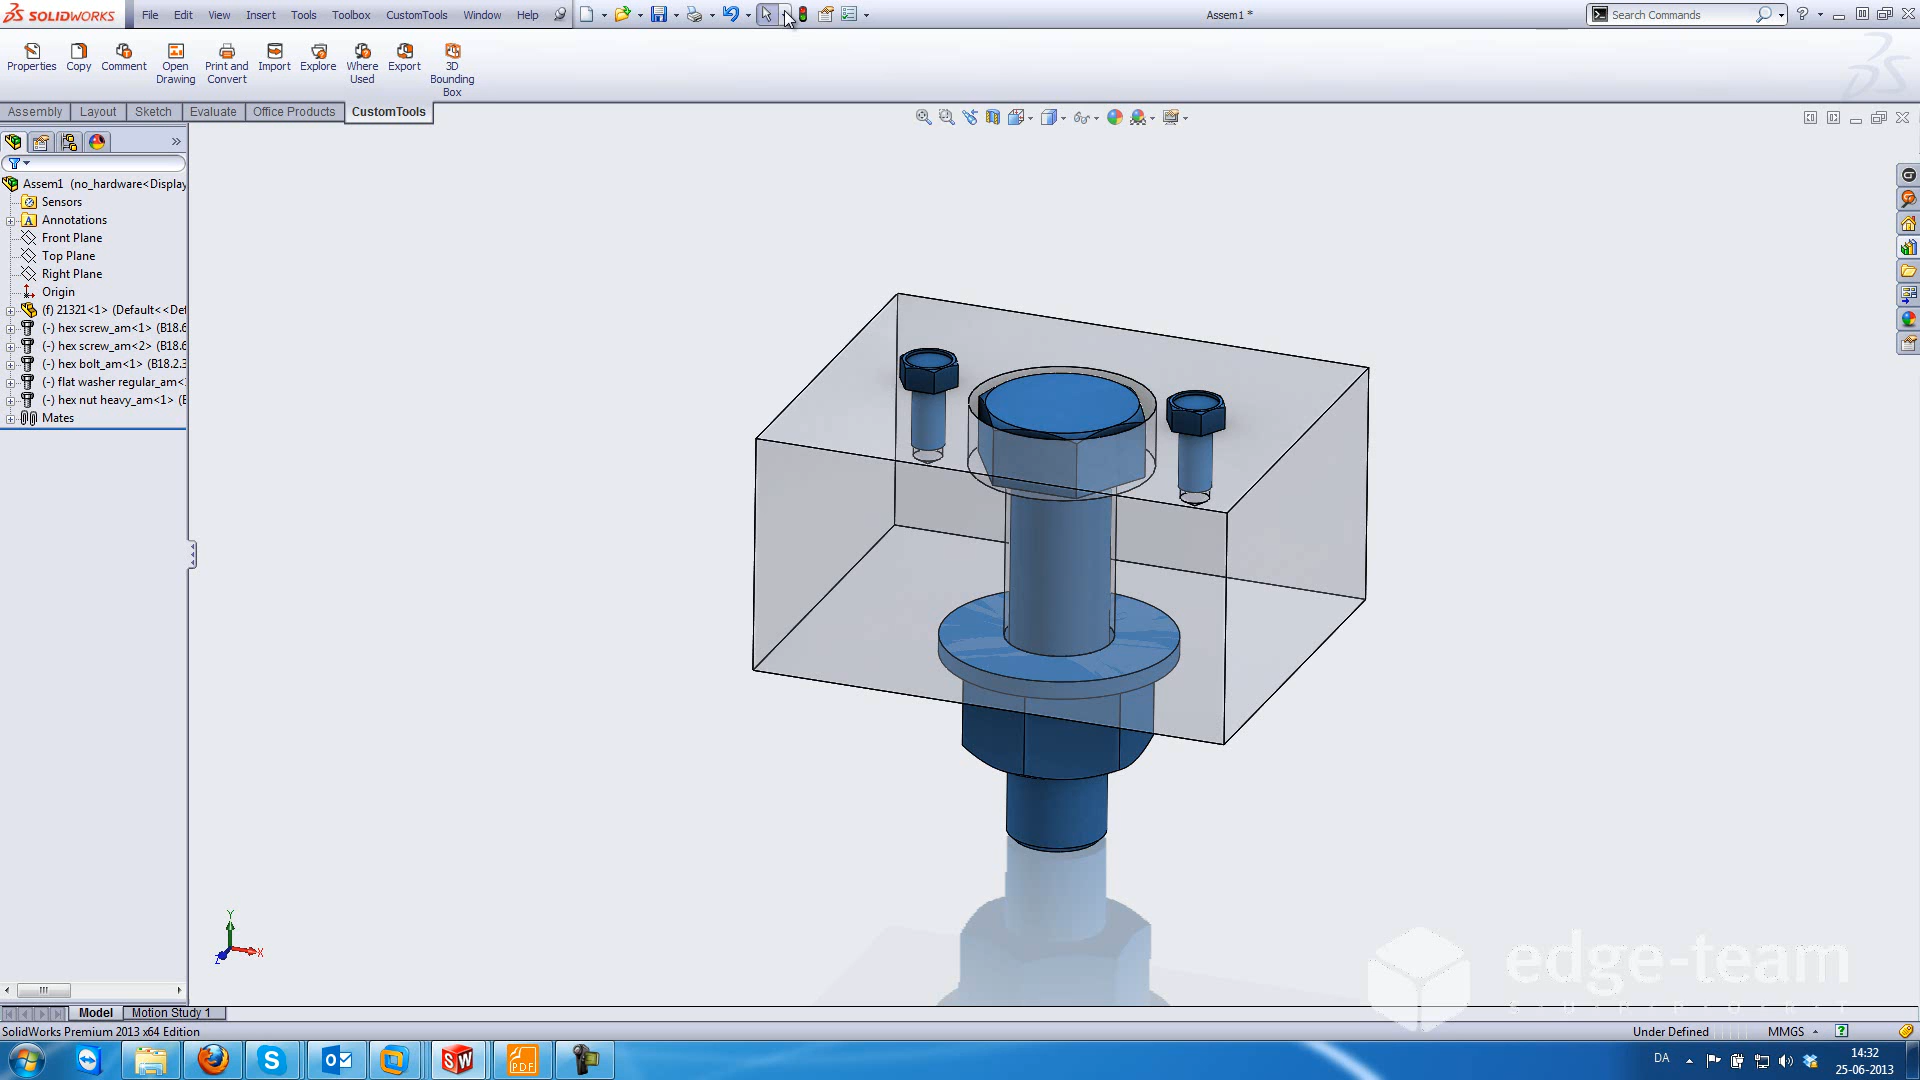 SOLIDWORKS
File Edit View Insert Tools Toolbox CustomTools Window Help
Assem1 *
Search Commands
Properties Copy Comment Open Drawing Print and Convert Import Explore Where Used Export 3D Bounding Box
Assembly Layout Sketch Evaluate Office Products CustomTools
Assem1 (no_hardware<Display
Sensors
Annotations
Front Plane
Top Plane
Right Plane
Origin
(f) 21321<1> (Default<<Def
(-) hex screw_am<1> (B18.6
(-) hex screw_am<2> (B18.6
(-) hex bolt_am<1> (B18.2.3
(-) flat washer regular_am<
(-) hex nut heavy_am<1> (B
Mates
Y
X
Z
edge-team
SUPPORT
Model Motion Study 1
SolidWorks Premium 2013 x64 Edition
Under Defined MMGS
DA
14:32
25-06-2013
PDF